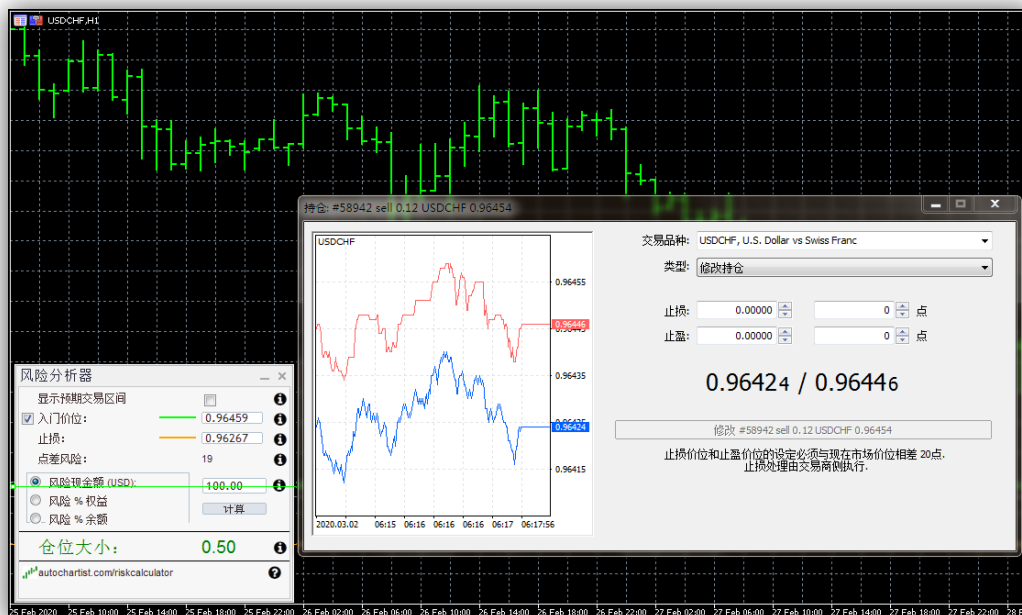 USDCHF,H1
持仓: #58942 sell 0.12 USDCHF 0.96454
USDCHF
0.96455
0.96446
0.96445
0.96435
0.96425
0.96424
0.96415
2020.03.02 06:15 06:16 06:16 06:16 06:17 06:17:56
交易品种: USDCHF, U.S. Dollar vs Swiss Franc
类型: 修改持仓
止损: 0.00000 0 点
止盈: 0.00000 0 点
0.96424 / 0.96446
修改 #58942 sell 0.12 USDCHF 0.96454
止损价位和止盈价位的设定必须与现在市场价位相差 20点.
止损处理由交易商侧执行.
风险分析器
显示预期交易区间
入门价位: 0.96459
止损: 0.96267
点差风险: 19
风险现金额 (USD): 100.00
风险 % 权益
计算
风险 % 余额
仓位大小: 0.50
autochartist.com/riskcalculator
25 Feb 2020 25 Feb 10:00 25 Feb 14:00 25 Feb 18:00 25 Feb 22:00 26 Feb 02:00 26 Feb 06:00 26 Feb 10:00 26 Feb 14:00 26 Feb 18:00 26 Feb 22:00 27 Feb 02:00 27 Feb 06:00 27 Feb 10:00 27 Feb 14:00 27 Feb 18:00 27 Feb 22:00